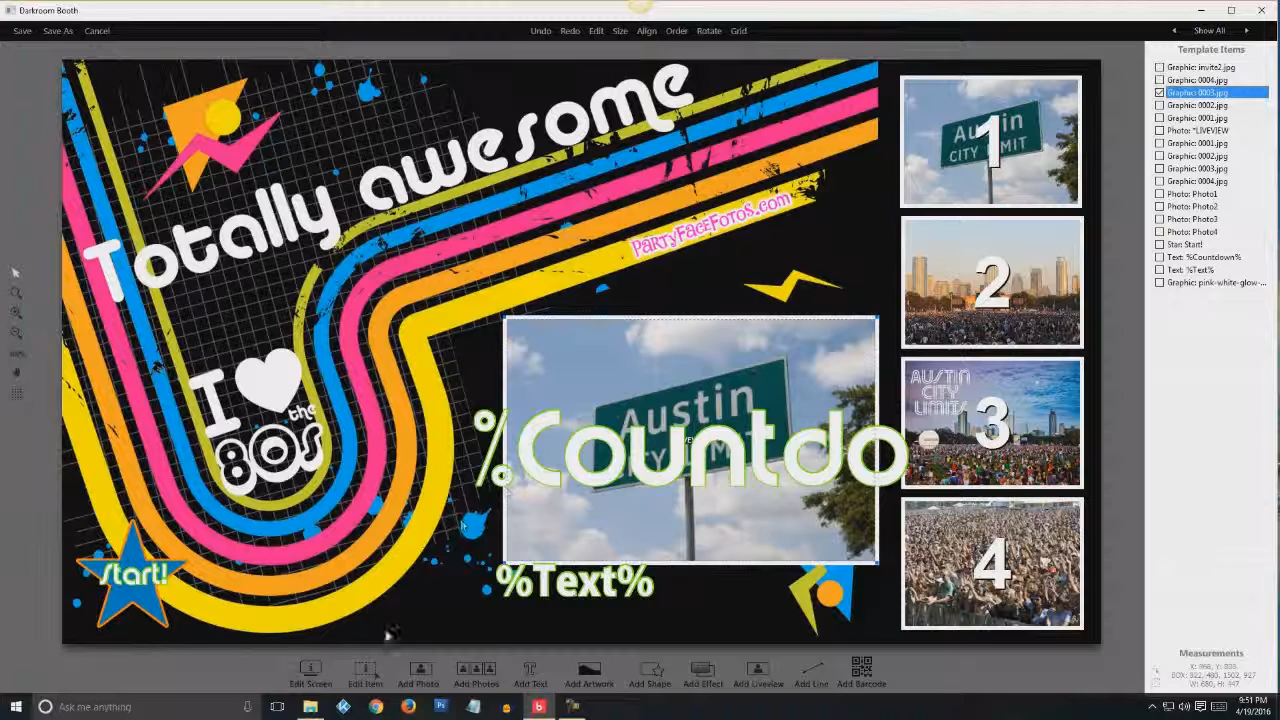 Darkroom Booth
Save Save As Cancel
Undo Redo Edit Size Align Order Rotate Grid
Show All
Template Items
Graphic: invite2.jpg
Graphic: 0004.jpg
Graphic: 0003.jpg
Graphic: 0002.jpg
Graphic: 0001.jpg
Photo: *LIVEVIEW
Graphic: 0001.jpg
Graphic: 0002.jpg
Graphic: 0003.jpg
Graphic: 0004.jpg
Photo: Photo1
Photo: Photo2
Photo: Photo3
Photo: Photo4
Star: Start!
Text: %Countdown%
Text: %Text%
Graphic: pink-white-glow-...
Totally awesome
PartyFaceFotos.com
I
the
80s
Start!
Austin
CITY LIMIT
1
2
AUSTIN
CITY
LIMITS
3
4
Austin
%Countdo
%Text%
Measurements
Edit Screen Edit Item Add Photo Add Photos Add Text Add Artwork Add Shape Add Effect Add Liveview Add Line Add Barcode
Ask me anything
9:51 PM
4/19/2016